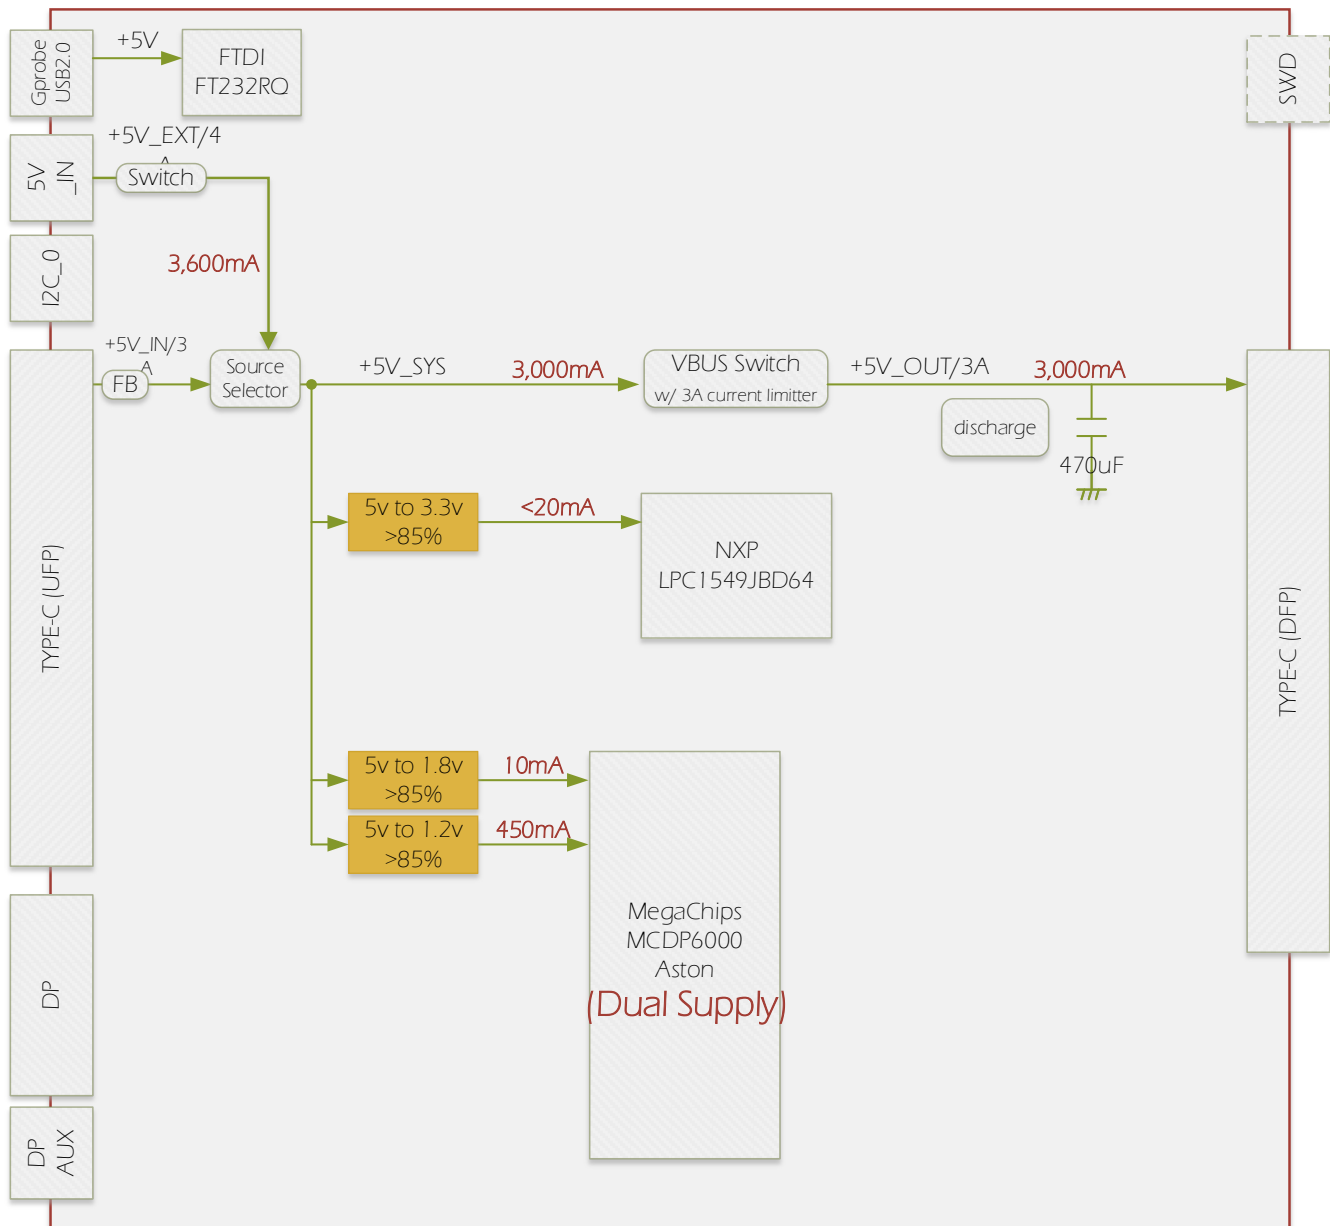 Gprobe
USB2.0
+5V
FTDI
FT232RQ
SWD
5V
_IN
+5V_EXT/4
A
Switch
I2C_0
3,600mA
+5V_IN/3
A
FB
Source
Selector
+5V_SYS
3,000mA
VBUS Switch
w/ 3A current limitter
+5V_OUT/3A
3,000mA
discharge
470uF
TYPE-C (UFP)
5v to 3.3v
>85%
<20mA
NXP
LPC1549JBD64
TYPE-C (DFP)
5v to 1.8v
>85%
10mA
5v to 1.2v
>85%
450mA
MegaChips
MCDP6000
Aston
(Dual Supply)
DP
DP
AUX